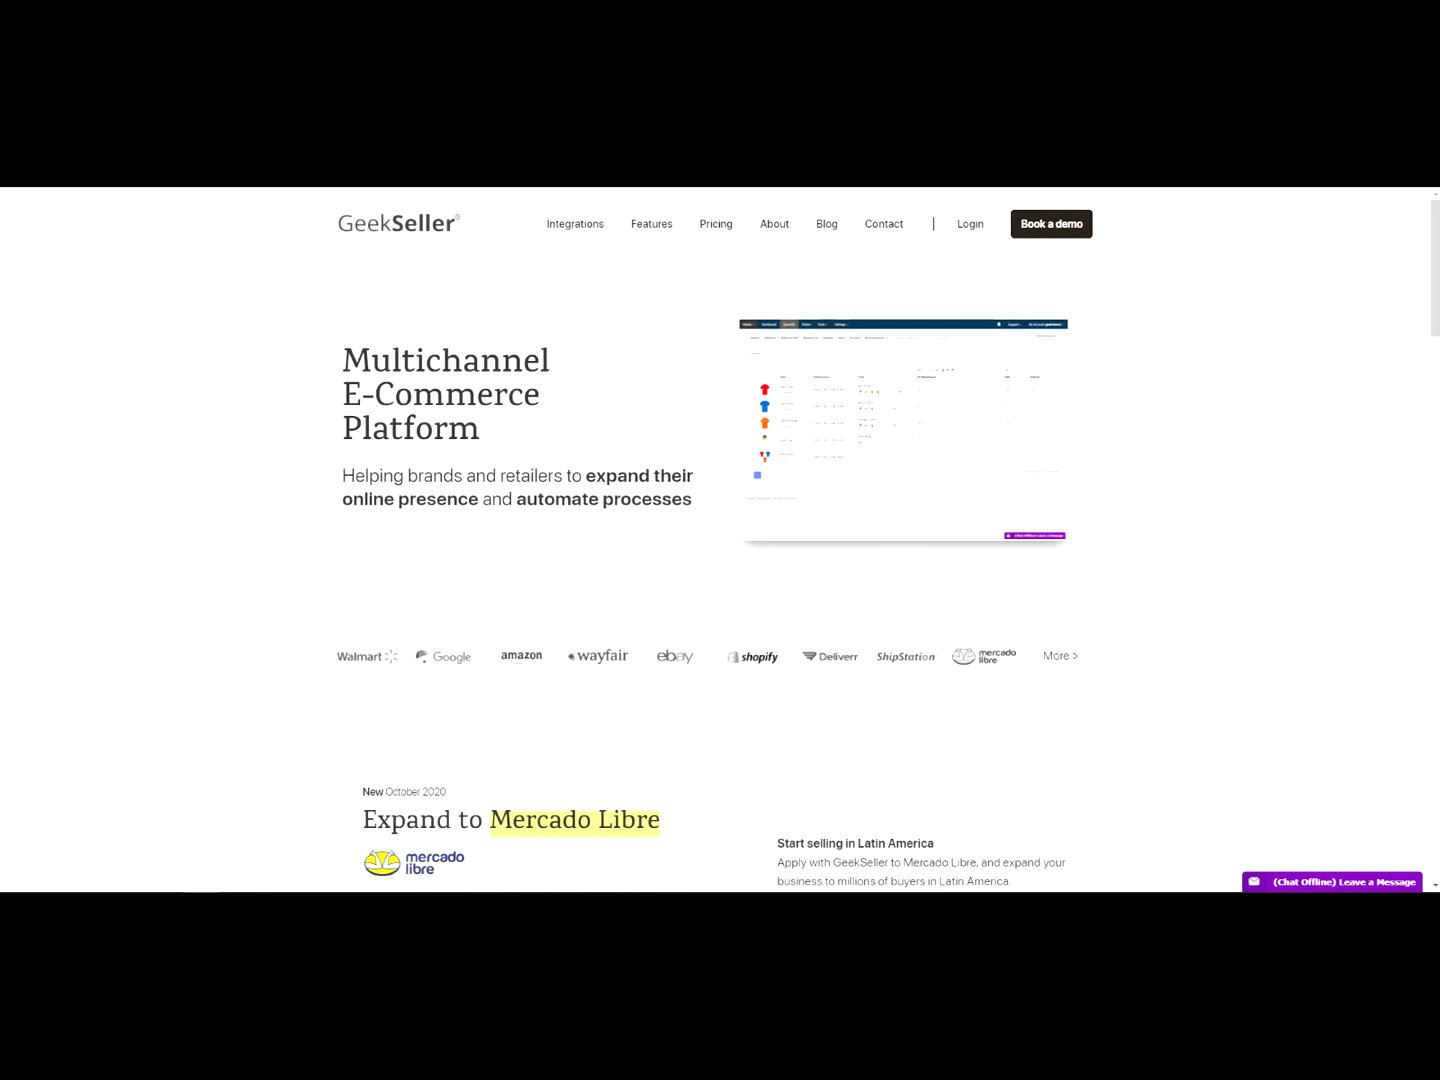 GeekSeller
Integrations Features Pricing About Blog Contact | Login Book a demo
Multichannel
E-Commerce
Platform
Helping brands and retailers to expand their
online presence and automate processes
Walmart Google amazon wayfair ebay shopify Deliverr ShipStation mercado libre More >
New October 2020
Expand to Mercado Libre
mercado
libre
Start selling in Latin America
Apply with GeekSeller to Mercado Libre, and expand your
business to millions of buyers in Latin America.
(Chat Offline) Leave a Message